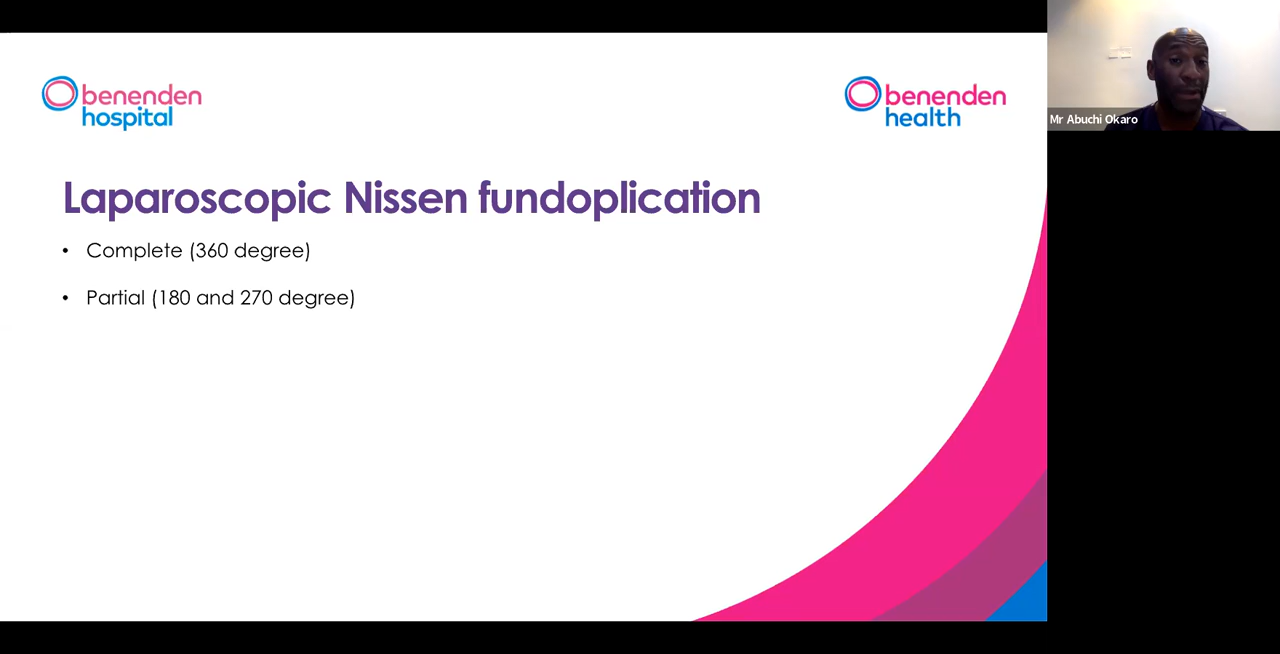 benenden
hospital
benenden
health
Mr Abuchi Okaro
Laparoscopic Nissen fundoplication
• Complete (360 degree)
• Partial (180 and 270 degree)